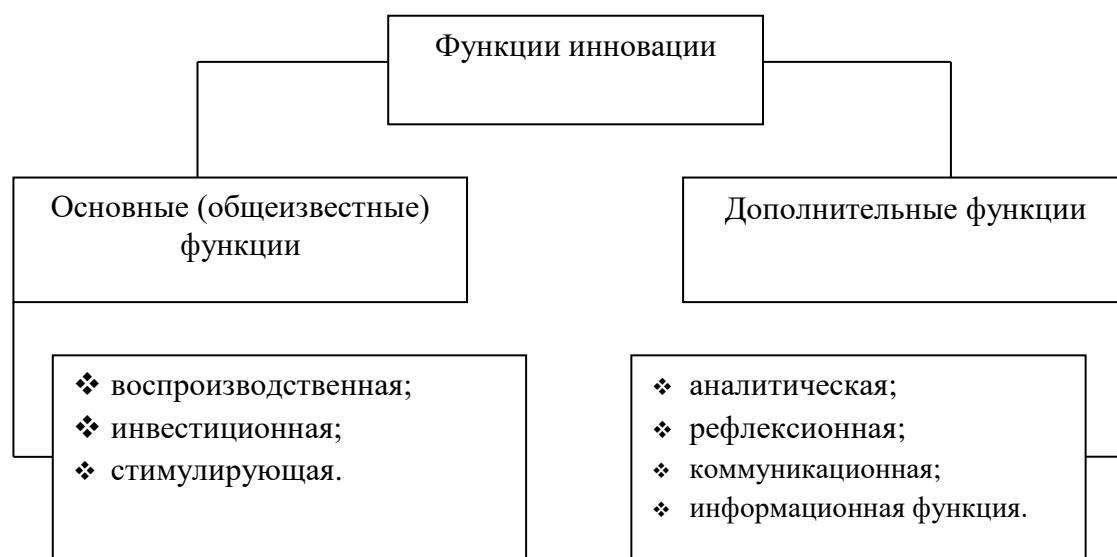 Функции инновации
Основные (общеизвестные)
функции
Дополнительные функции
❖ воспроизводственная;
❖ инвестиционная;
❖ стимулирующая.
❖ аналитическая;
❖ рефлексионная;
❖ коммуникационная;
❖ информационная функция.